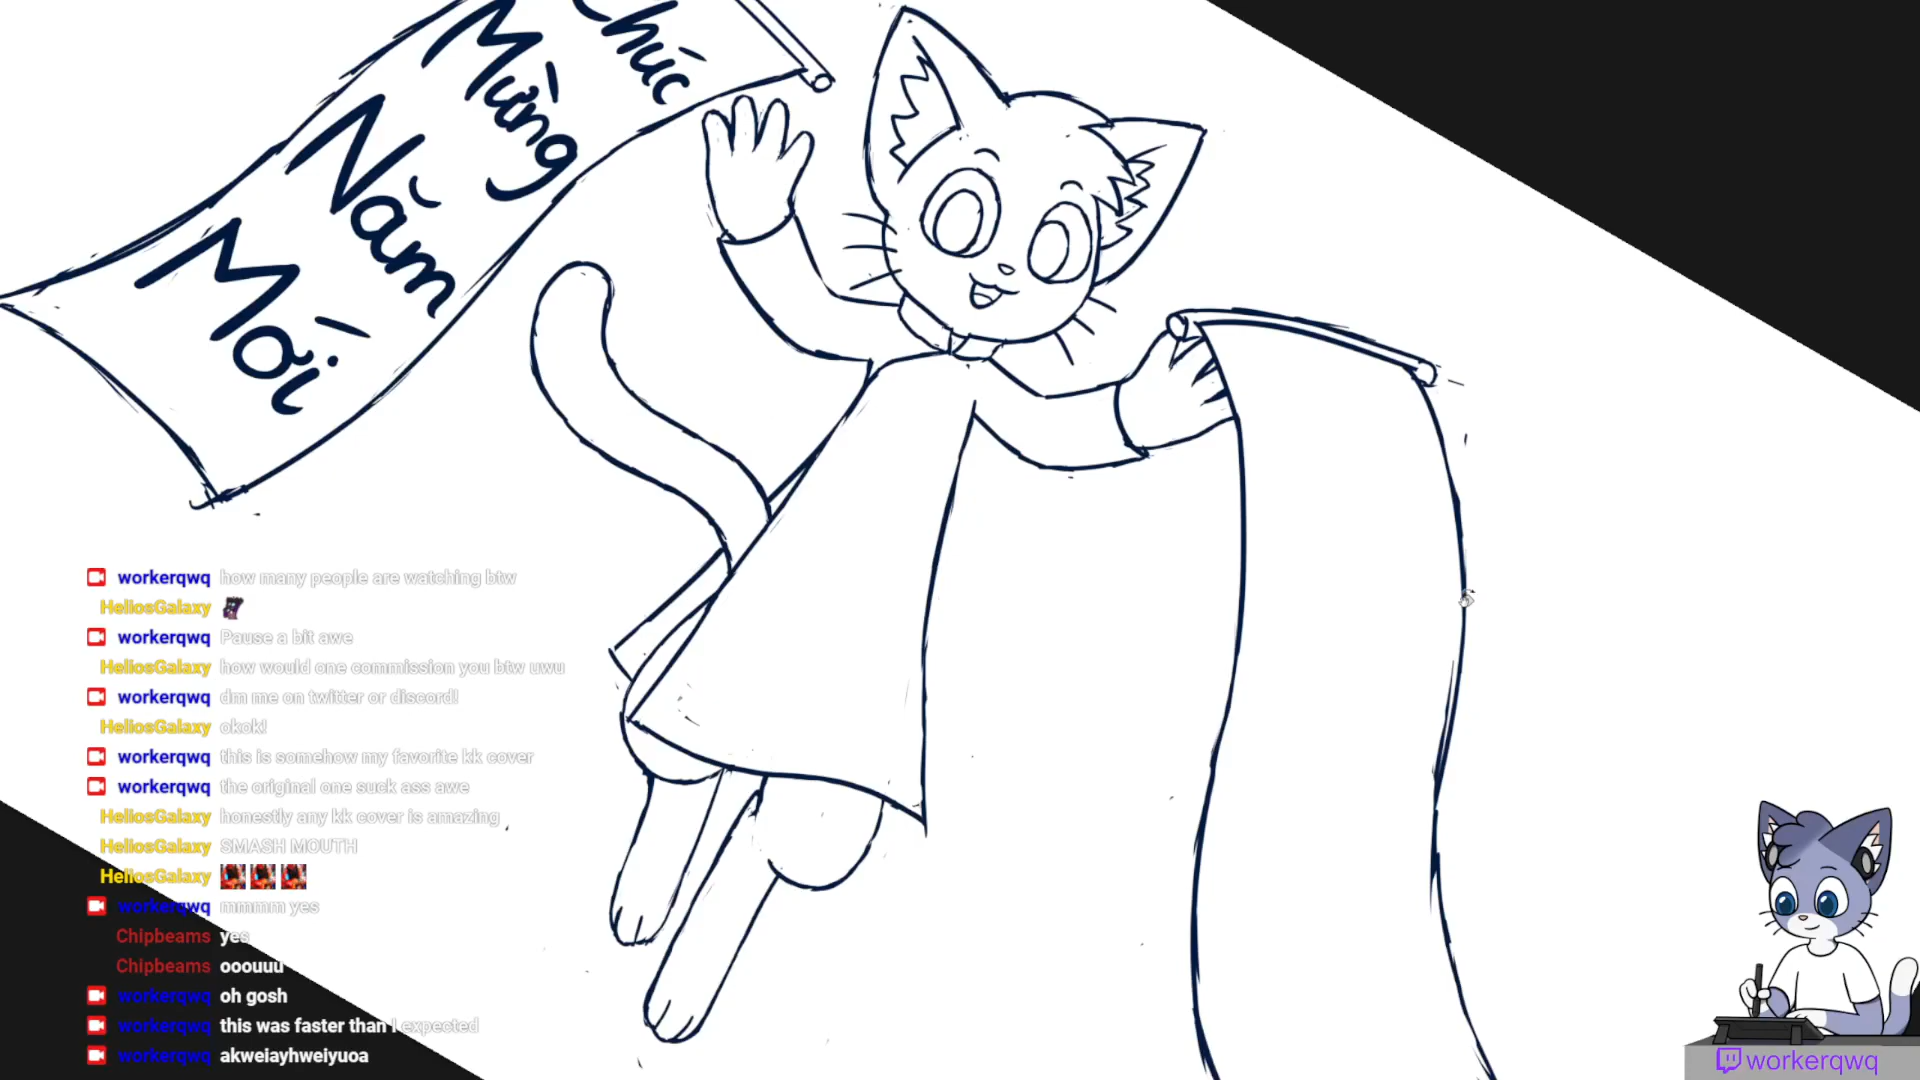 Chúc
Mừng
Năm
Mới
workerqwq how many people are watching btw
HeliosGalaxy
workerqwq Pause a bit awe
HeliosGalaxy how would one commission you btw uwu
workerqwq dm me on twitter or discord!
HeliosGalaxy okok!
workerqwq this is somehow my favorite kk cover
workerqwq the original one suck ass awe
HeliosGalaxy honestly any kk cover is amazing
HeliosGalaxy SMASH MOUTH
HeliosGalaxy
workerqwq mmmm yes
Chipbeams yes
Chipbeams ooouuu
workerqwq oh gosh
workerqwq this was faster than I expected
workerqwq akweiayhweiyuoa
workerqwq